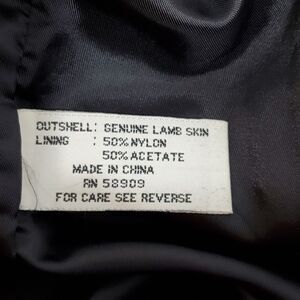 OUTSHELL: GENUINE LAMB SKIN
LINING : 50% NYLON
50% ACETATE
MADE IN CHINA
RN 58909
FOR CARE SEE REVERSE